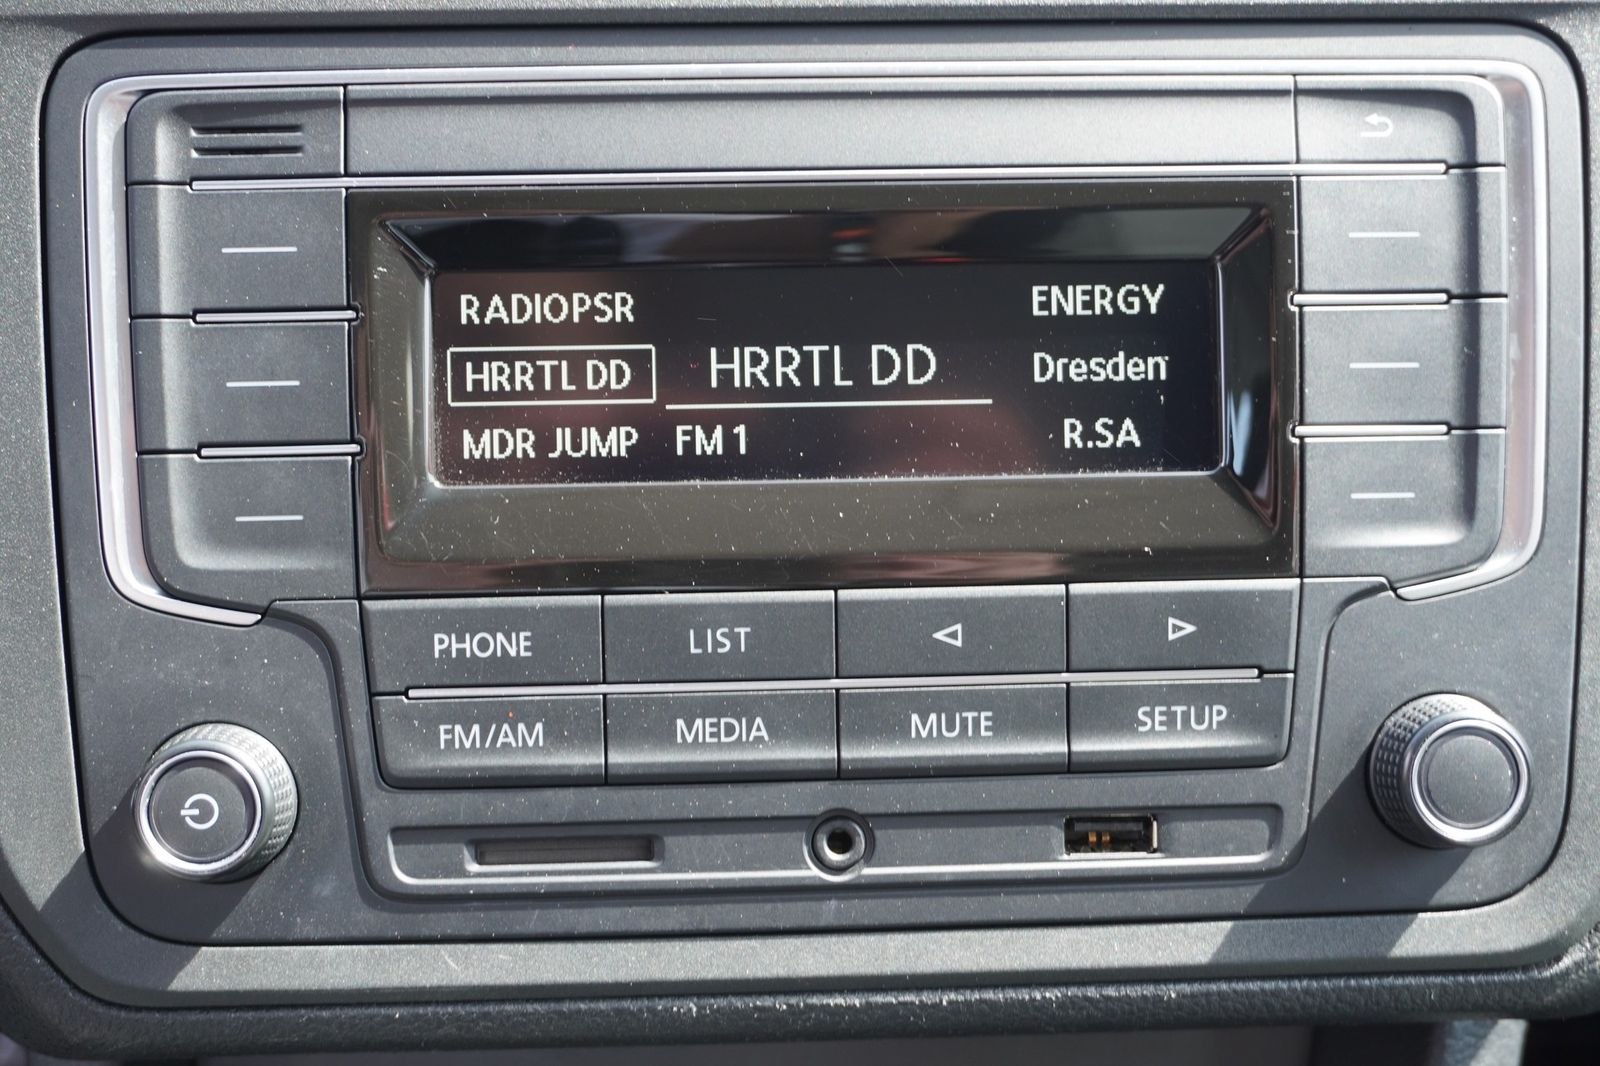 RADIOPSR
HRRTL DD
MDR JUMP
HRRTL DD
FM 1
ENERGY
Dresden
R.SA
PHONE
LIST
FM/AM
MEDIA
MUTE
SETUP